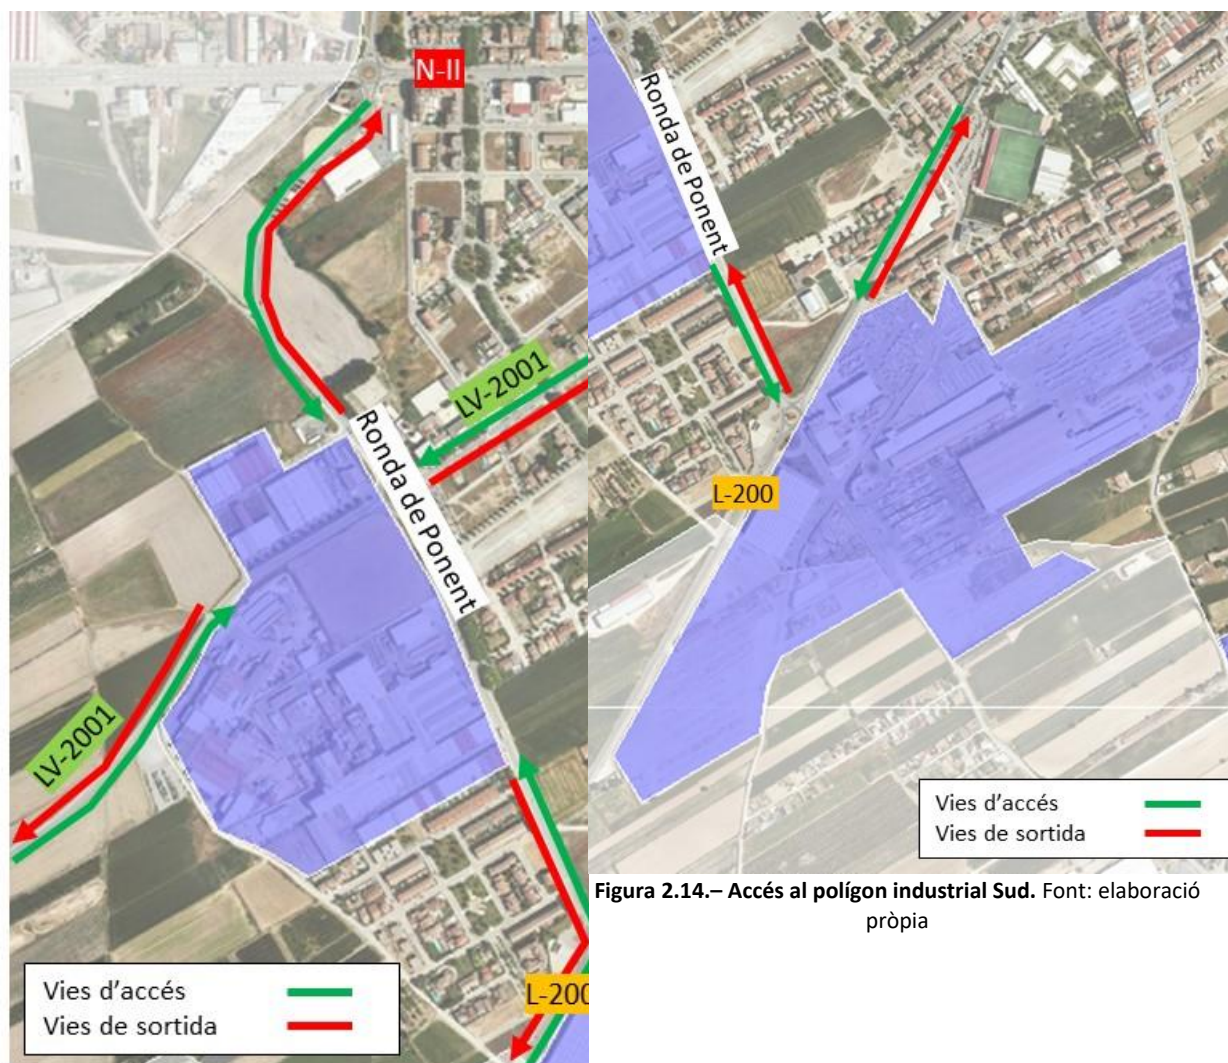 N-II
LV-2001
Ronda de Ponent
LV-2001
L-200
Vies d'accés
Vies de sortida
Ronda de Ponent
L-200
Vies d'accés
Vies de sortida
Figura 2.14.– Accés al polígon industrial Sud. Font: elaboració
pròpia